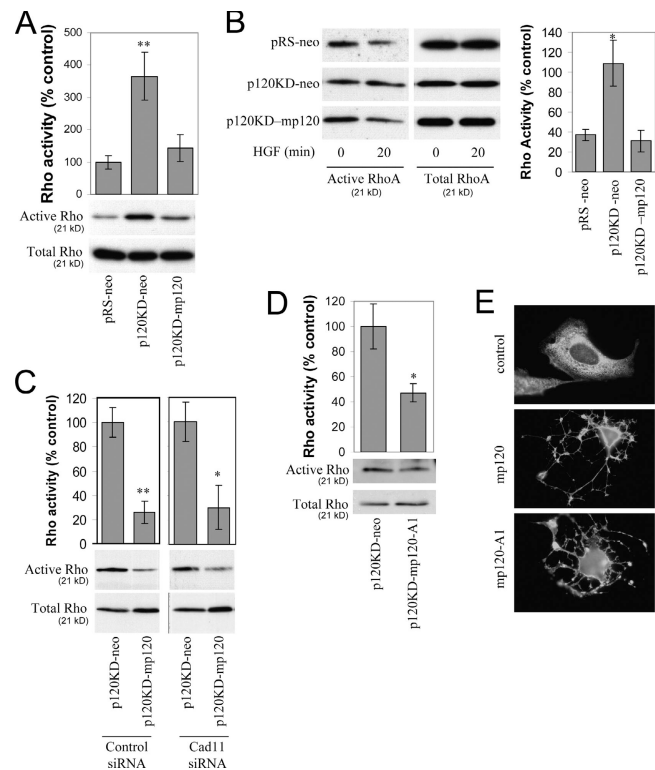 A
Rho activity (% control)
500
400
300
200
100
0
**
Active Rho
(21 kD)
Total Rho
(21 kD)
pRS-neo
p120KD-neo
p120KD-mp120
B
pRS-neo
p120KD-neo
p120KD–mp120
HGF (min)
0 20 0 20
Active RhoA
(21 kD)
Total RhoA
(21 kD)
Rho Activity (% control)
140
120
100
80
60
40
20
0
*
pRS -neo
p120KD -neo
p120KD –mp120
C
Rho activity (% control)
120
100
80
60
40
20
0
**
*
Active Rho
(21 kD)
Total Rho
(21 kD)
p120KD-neo
p120KD-mp120
p120KD-neo
p120KD-mp120
Control
siRNA
Cad11
siRNA
D
Rho activity (% control)
120
100
80
60
40
20
0
*
Active Rho
(21 kD)
Total Rho
(21 kD)
p120KD-neo
p120KD-mp120-A1
E
control
mp120
mp120-A1